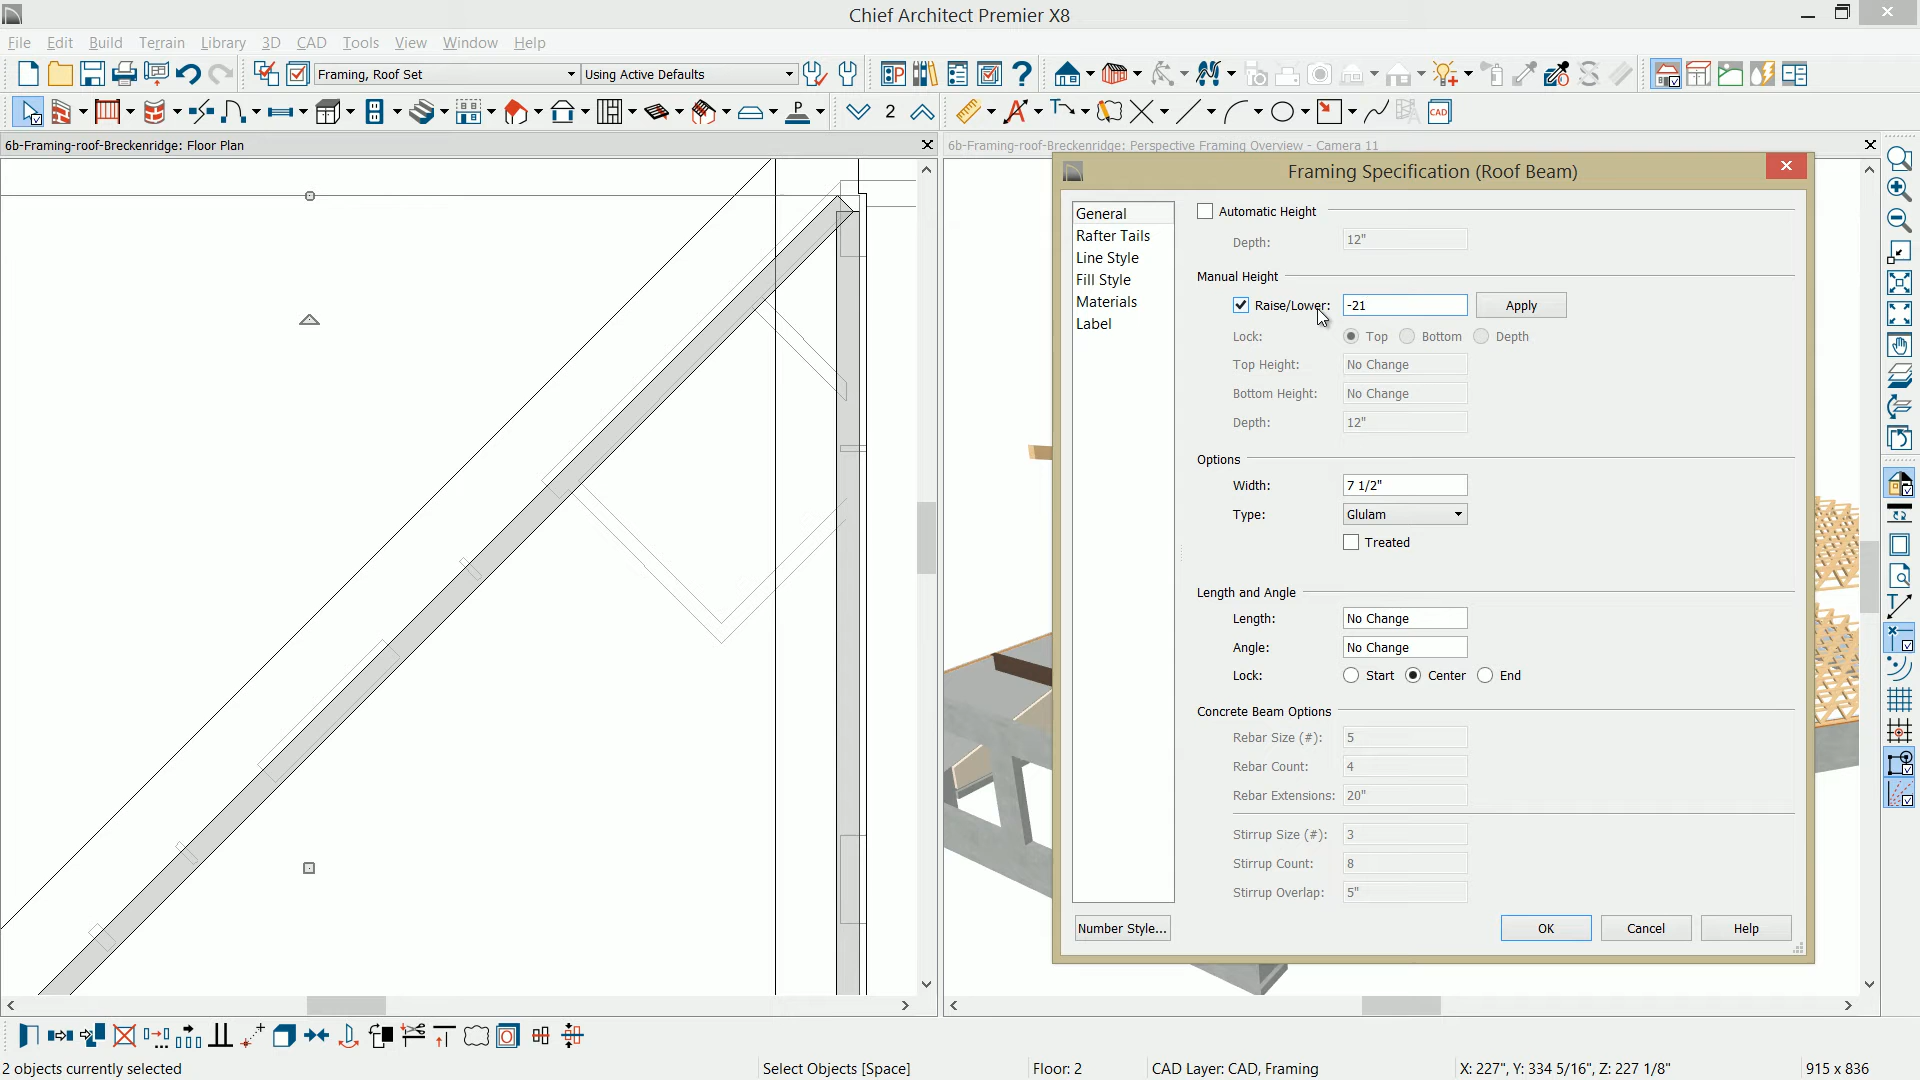 Chief Architect Premier X8
File Edit Build Terrain Library 3D CAD Tools View Window Help
Framing, Roof Set Using Active Defaults
2 CAD
6b-Framing-roof-Breckenridge: Floor Plan
6b-Framing-roof-Breckenridge: Perspective Framing Overview - Camera 11
Framing Specification (Roof Beam)
General
Rafter Tails
Line Style
Fill Style
Materials
Label
Automatic Height
Depth: 12"
Manual Height
Raise/Lower: -21 Apply
Lock: Top Bottom Depth
Top Height: No Change
Bottom Height: No Change
Depth: 12"
Options
Width: 7 1/2"
Type: Glulam
Treated
Length and Angle
Length: No Change
Angle: No Change
Lock: Start Center End
Concrete Beam Options
Rebar Size (#): 5
Rebar Count: 4
Rebar Extensions: 20"
Stirrup Size (#): 3
Stirrup Count: 8
Stirrup Overlap: 5"
Number Style... OK Cancel Help
2 objects currently selected Select Objects [Space] Floor: 2 CAD Layer: CAD, Framing X: 227", Y: 334 5/16", Z: 227 1/8" 915 x 836